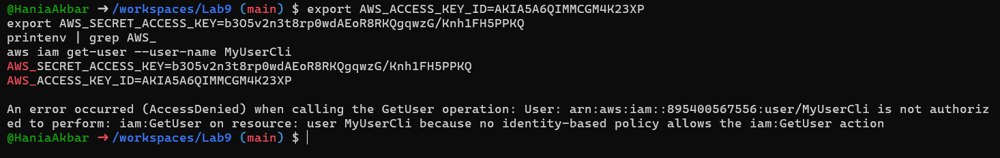 @HaniaAkbar ➜ /workspaces/Lab9 (main) $ export AWS_ACCESS_KEY_ID=AKIA5A6QIMMCGM4K23XP
export AWS_SECRET_ACCESS_KEY=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
printenv | grep AWS_
aws iam get-user --user-name MyUserCli
AWS_SECRET_ACCESS_KEY=b3O5v2n3t8rp0wdAEoR8RKQgqwzG/Knh1FH5PPKQ
AWS_ACCESS_KEY_ID=AKIA5A6QIMMCGM4K23XP
An error occurred (AccessDenied) when calling the GetUser operation: User: arn:aws:iam::895400567556:user/MyUserCli is not authoriz
ed to perform: iam:GetUser on resource: user MyUserCli because no identity-based policy allows the iam:GetUser action
@HaniaAkbar ➜ /workspaces/Lab9 (main) $